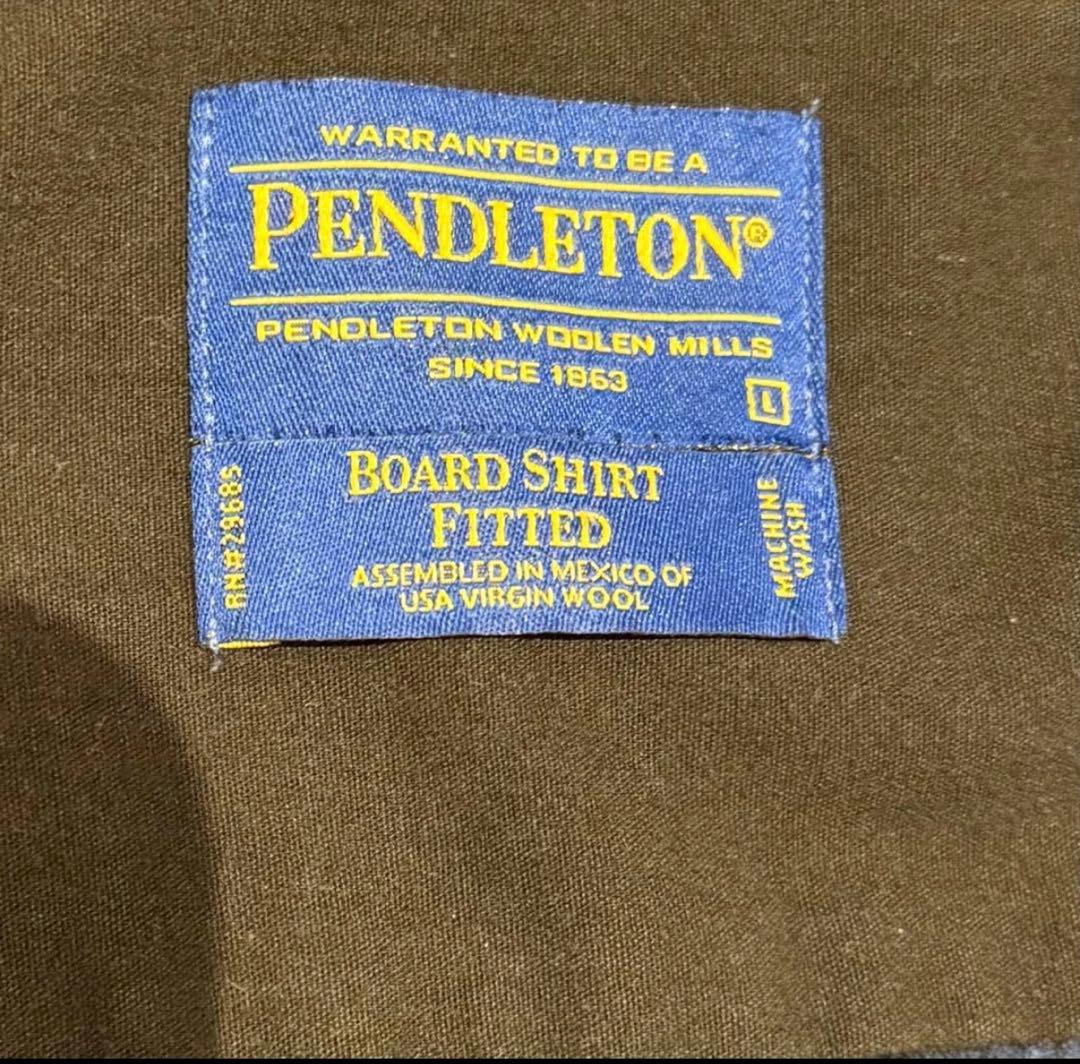 WARRANTED TO BE A
PENDLETON®
PENDLETON WOOLEN MILLS
SINCE 1863
L
BOARD SHIRT
FITTED
ASSEMBLED IN MEXICO OF
USA VIRGIN WOOL
RN#29685
MACHINE
WASH